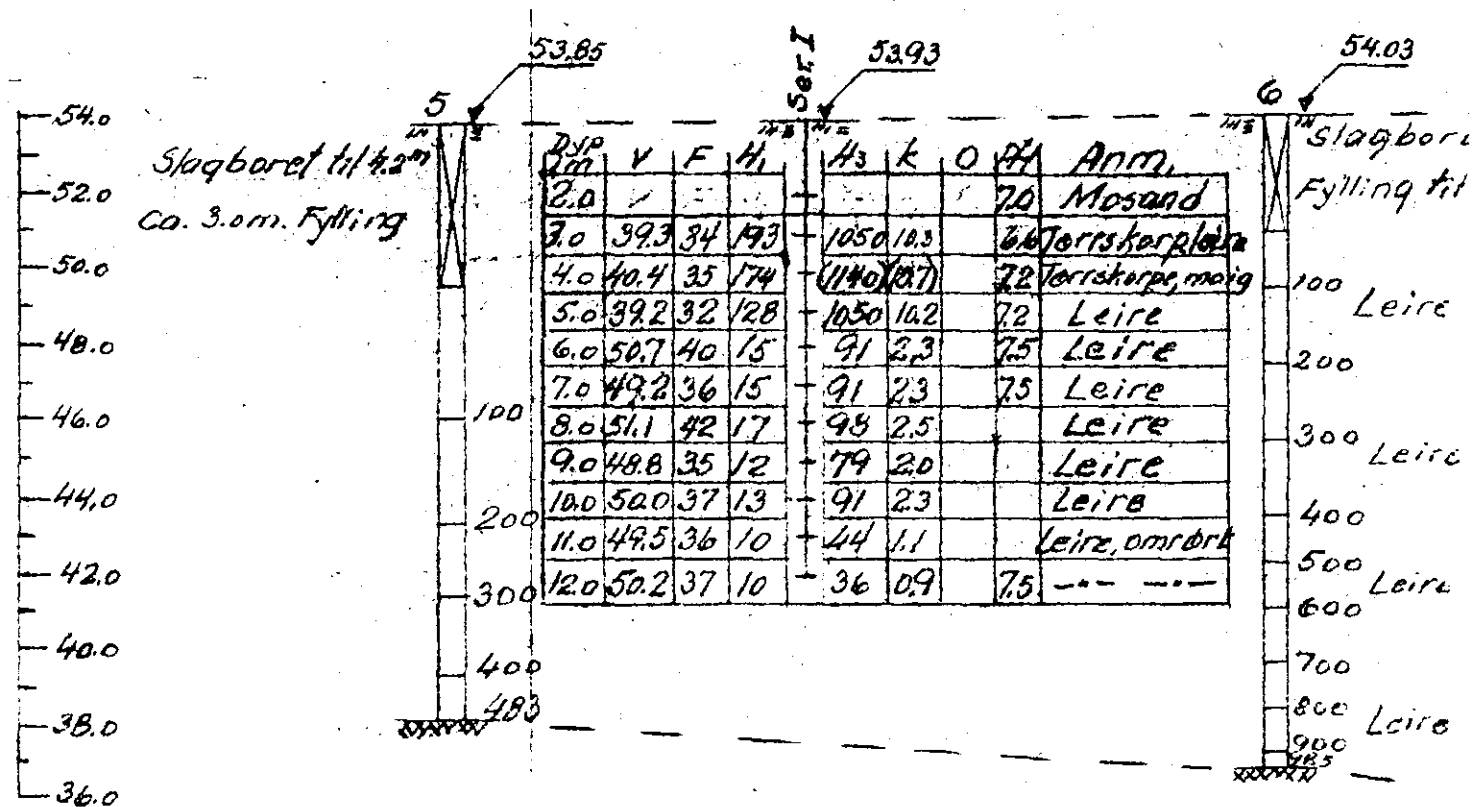 53.85
Ser. I
53.93
54.03
54.0
52.0
50.0
48.0
46.0
44.0
42.0
40.0
38.0
36.0
5
Slagboret til 4.2 m
ca. 3.0m. Fylling
100
200
300
400
483
Dyp i m V F H1 H3 k O PH Anm.
2.0 - - - - - 7.0 Mosand
3.0 39.3 34 193 1050 10.3 6.6 Tørrskorpleire
4.0 40.4 35 174 (1140) (10.7) 7.2 Tørrskorpe, moig
5.0 39.2 32 128 1050 10.2 7.2 Leire
6.0 50.7 40 15 91 2.3 7.5 Leire
7.0 49.2 36 15 91 2.3 7.5 Leire
8.0 51.1 42 17 98 2.5 Leire
9.0 48.8 35 12 79 2.0 Leire
10.0 50.0 37 13 91 2.3 Leire
11.0 49.5 36 10 44 1.1 Leire, omrørt
12.0 50.2 37 10 36 0.9 7.5 -"- -"-
6
Slagbore
Fylling til
100 Leire
200
300 Leire
400
500 Leire
600
700
800 Leire
900